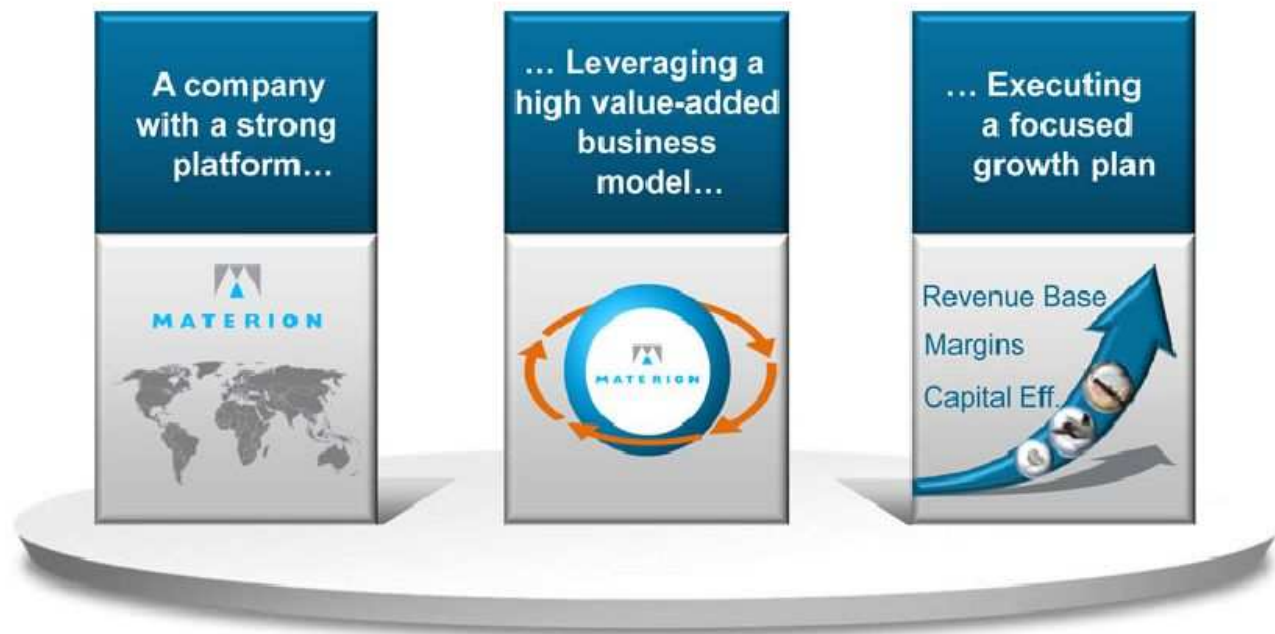 A company
with a strong
platform…
MATERION
… Leveraging a
high value-added
business
model…
MATERION
… Executing
a focused
growth plan
Revenue Base
Margins
Capital Eff.